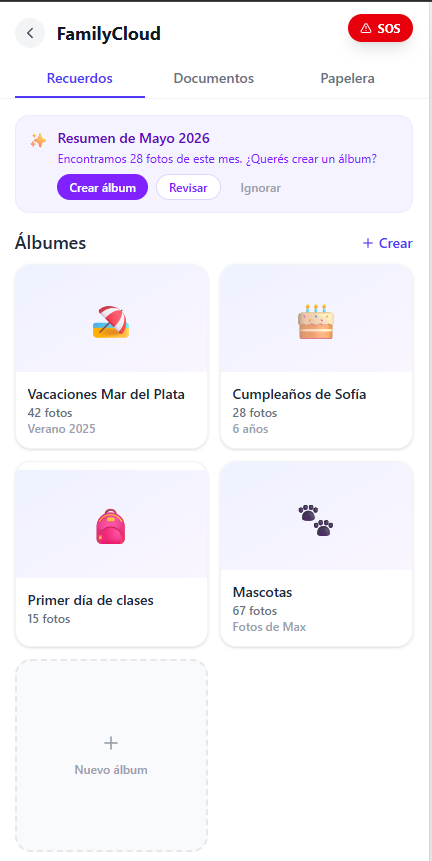 FamilyCloud
SOS
Recuerdos
Documentos
Papelera
Resumen de Mayo 2026
Encontramos 28 fotos de este mes. ¿Querés crear un álbum?
Crear álbum
Revisar
Ignorar
Álbumes
+ Crear
Vacaciones Mar del Plata
42 fotos
Verano 2025
Cumpleaños de Sofía
28 fotos
6 años
Primer día de clases
15 fotos
Mascotas
67 fotos
Fotos de Max
+
Nuevo álbum